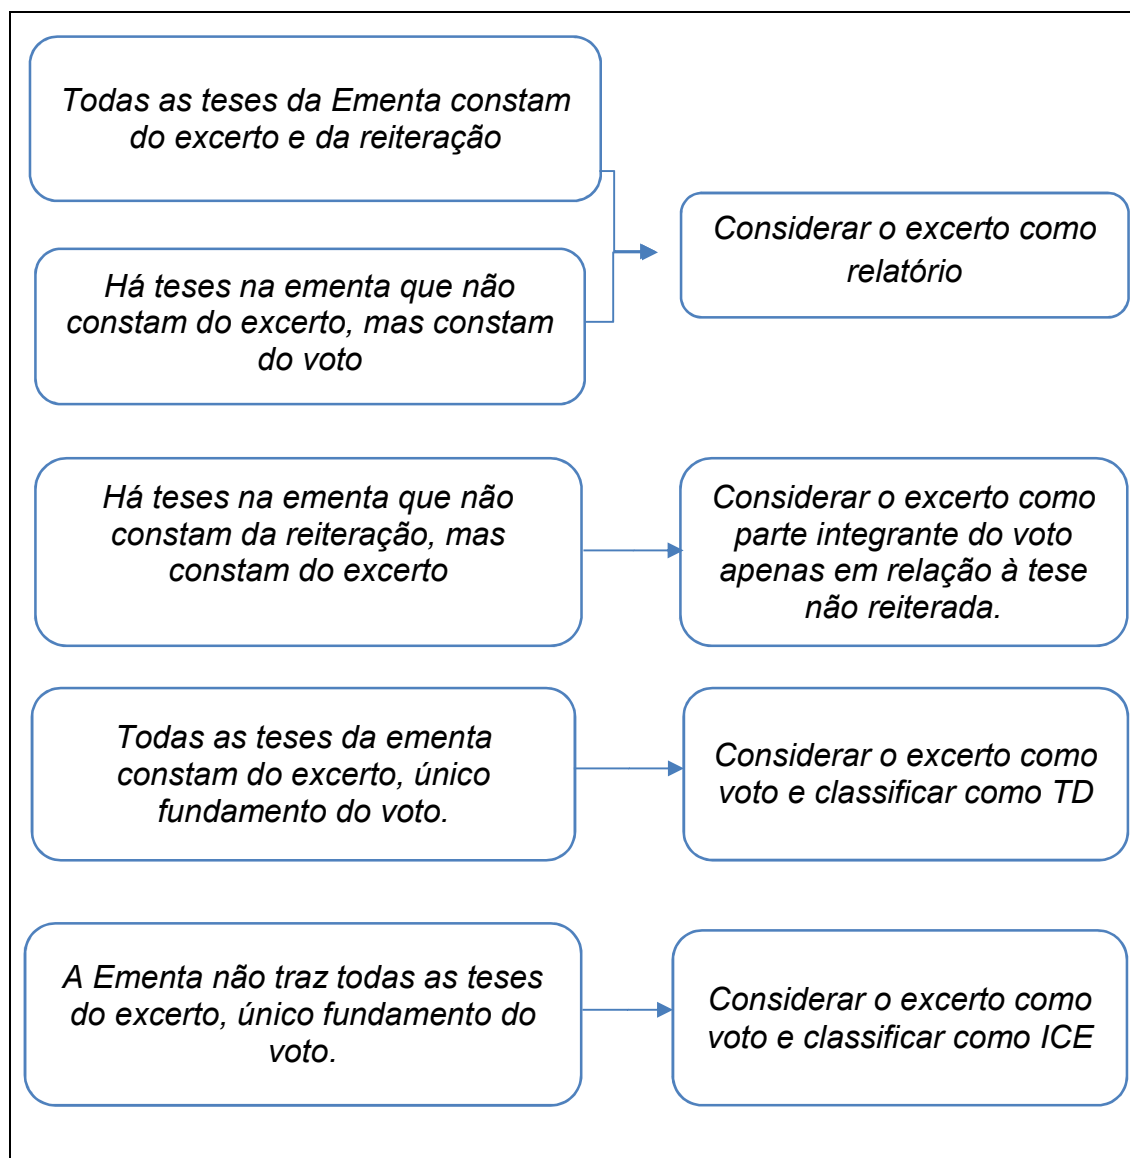 Todas as teses da Ementa constam
do excerto e da reiteração
Considerar o excerto como
relatório
Há teses na ementa que não
constam do excerto, mas constam
do voto
Há teses na ementa que não
constam da reiteração, mas
constam do excerto
Considerar o excerto como
parte integrante do voto
apenas em relação à tese
não reiterada.
Todas as teses da ementa
constam do excerto, único
fundamento do voto.
Considerar o excerto como
voto e classificar como TD
A Ementa não traz todas as teses
do excerto, único fundamento do
voto.
Considerar o excerto como
voto e classificar como ICE